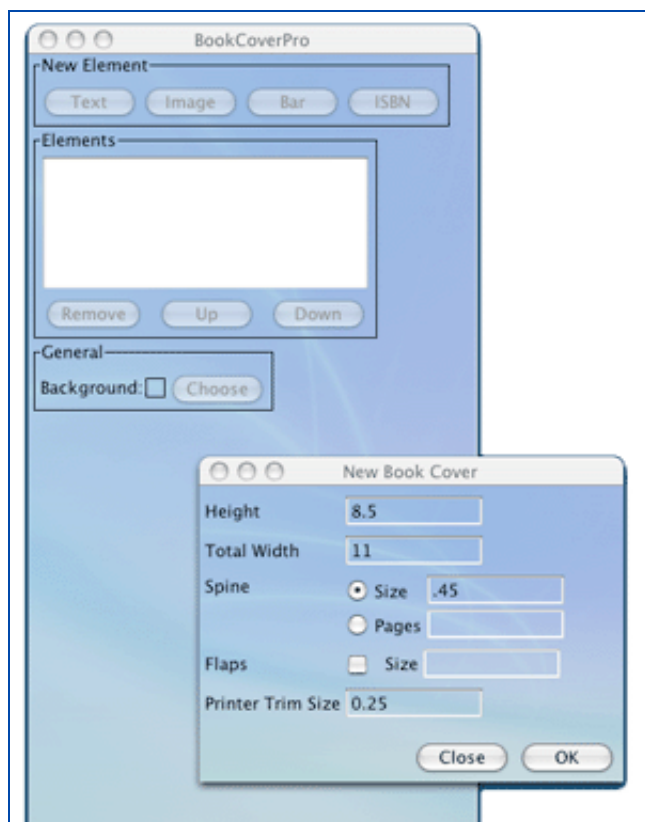 BookCoverPro
New Element
Text Image Bar ISBN
Elements
Remove Up Down
General
Background: Choose
New Book Cover
Height 8.5
Total Width 11
Spine Size .45
Pages
Flaps Size
Printer Trim Size 0.25
Close OK